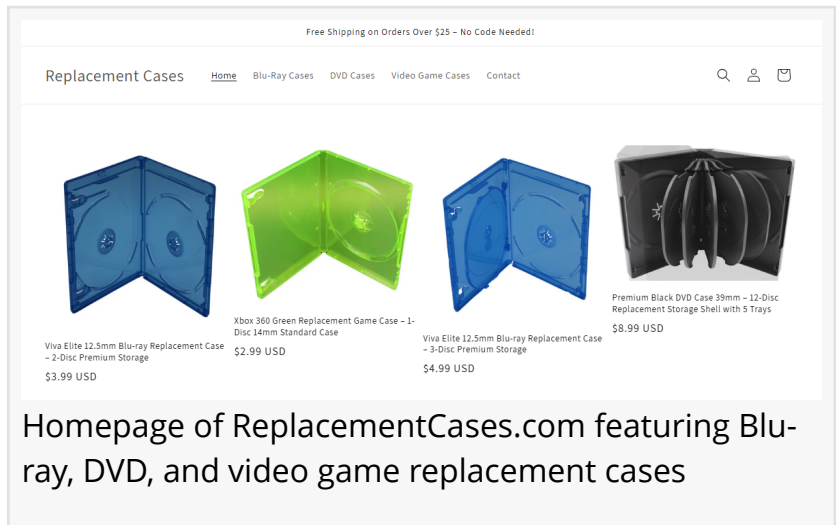 Free Shipping on Orders Over $25 – No Code Needed!
Replacement Cases
Home Blu-Ray Cases DVD Cases Video Game Cases Contact
Viva Elite 12.5mm Blu-ray Replacement Case
– 2-Disc Premium Storage
$3.99 USD
Xbox 360 Green Replacement Game Case – 1-
Disc 14mm Standard Case
$2.99 USD
Viva Elite 12.5mm Blu-ray Replacement Case
– 3-Disc Premium Storage
$4.99 USD
Premium Black DVD Case 39mm – 12-Disc
Replacement Storage Shell with 5 Trays
$8.99 USD
Homepage of ReplacementCases.com featuring Blu-
ray, DVD, and video game replacement cases